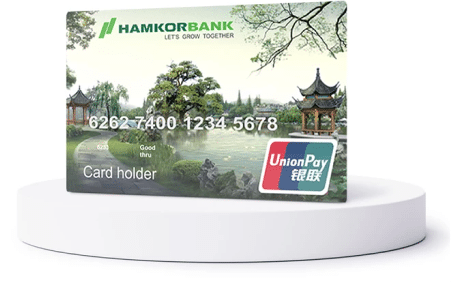 HAMKORBANK
LET'S GROW TOGETHER
6262 7400 1234 5678
Good
thru
Card holder
UnionPay
银联